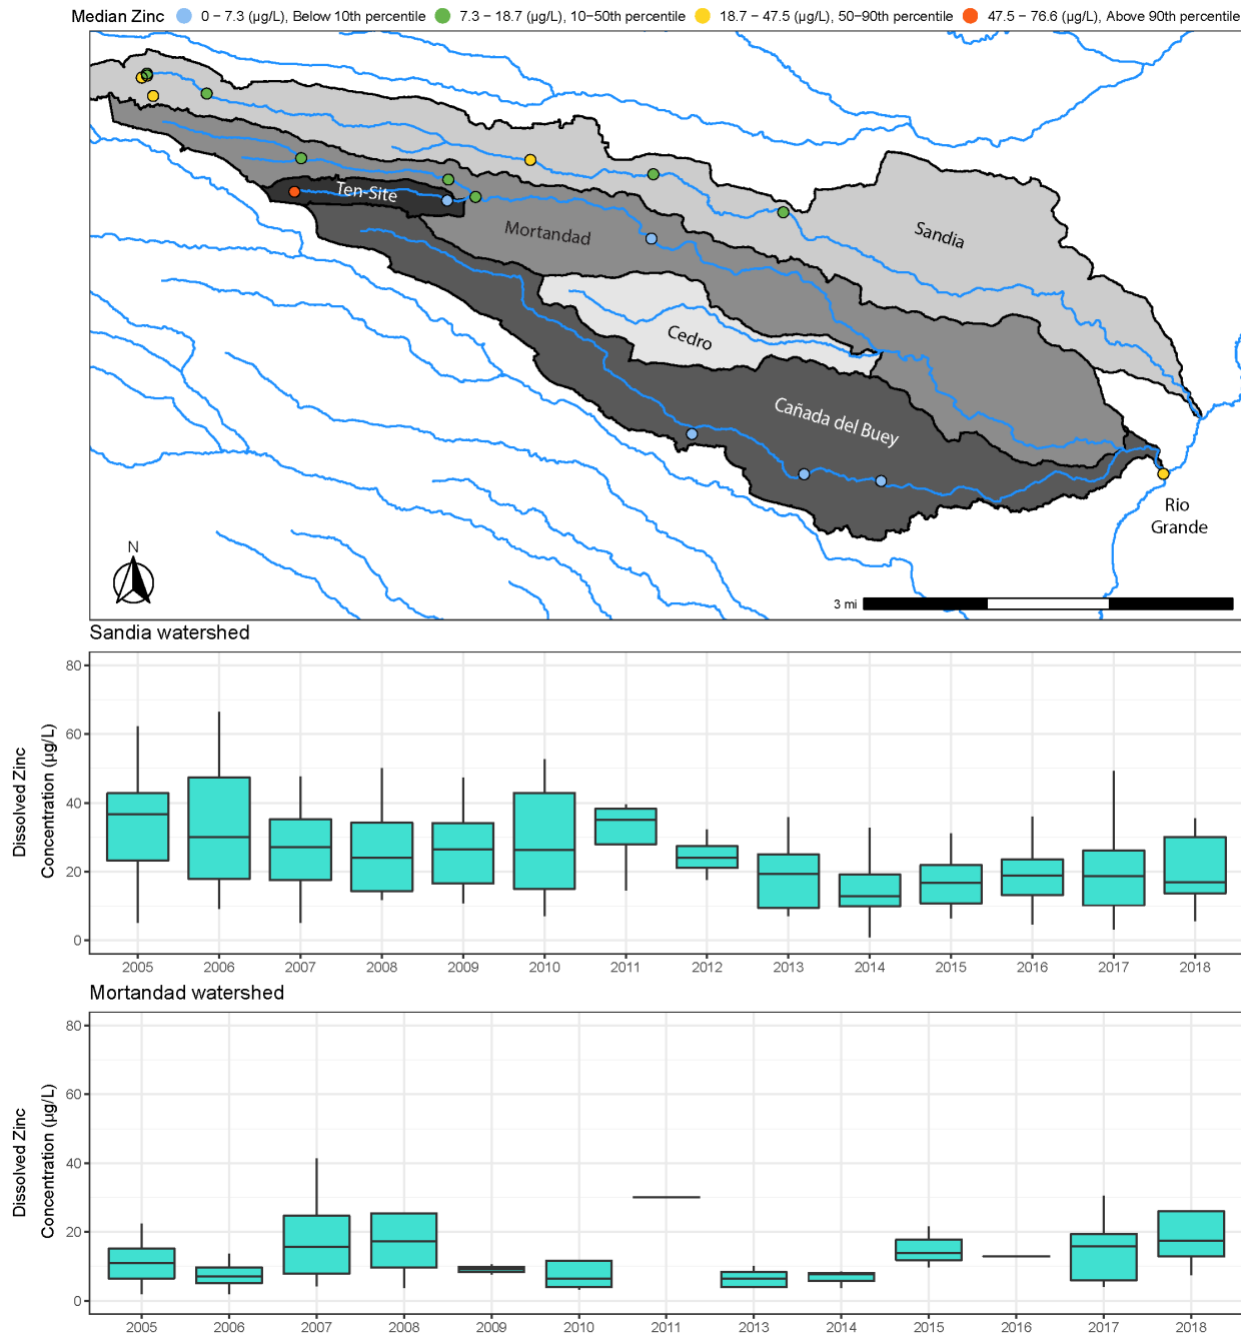 Median Zinc 0 – 7.3 (µg/L), Below 10th percentile 7.3 – 18.7 (µg/L), 10–50th percentile 18.7 – 47.5 (µg/L), 50–90th percentile 47.5 – 76.6 (µg/L), Above 90th percentile
Ten-Site
Mortandad
Sandia
Cedro
Cañada del Buey
Rio
Grande
N
3 mi
Sandia watershed
Dissolved Zinc
Concentration (µg/L)
80
60
40
20
0
2005 2006 2007 2008 2009 2010 2011 2012 2013 2014 2015 2016 2017 2018
Mortandad watershed
Dissolved Zinc
Concentration (µg/L)
80
60
40
20
0
2005 2006 2007 2008 2009 2010 2011 2013 2014 2015 2016 2017 2018